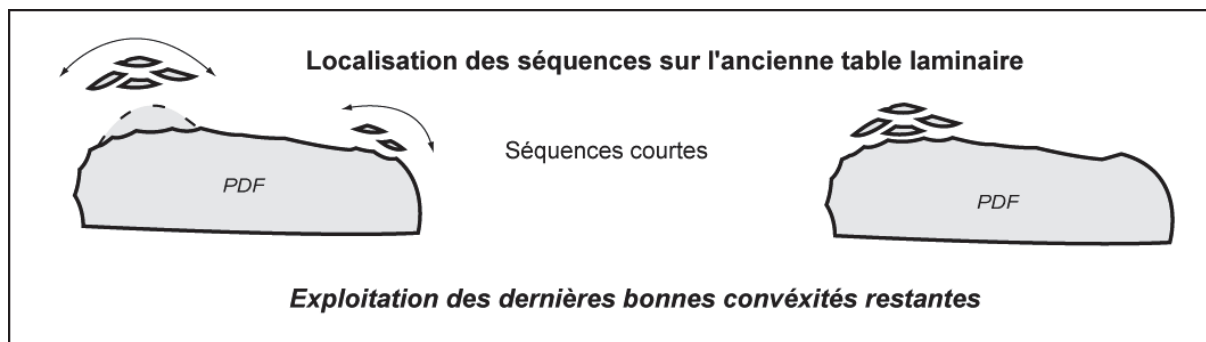 Localisation des séquences sur l'ancienne table laminaire
Séquences courtes
PDF
PDF
Exploitation des dernières bonnes convéxités restantes